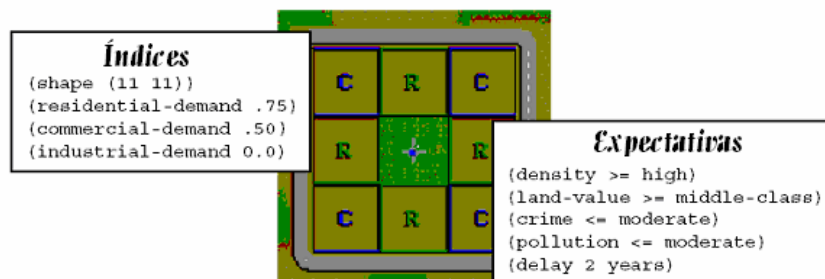 Índices
(shape (11 11))
(residential-demand .75)
(commercial-demand .50)
(industrial-demand 0.0)
C R C
R R
C R C
Expectativas
(density >= high)
(land-value >= middle-class)
(crime <= moderate)
(pollution <= moderate)
(delay 2 years)